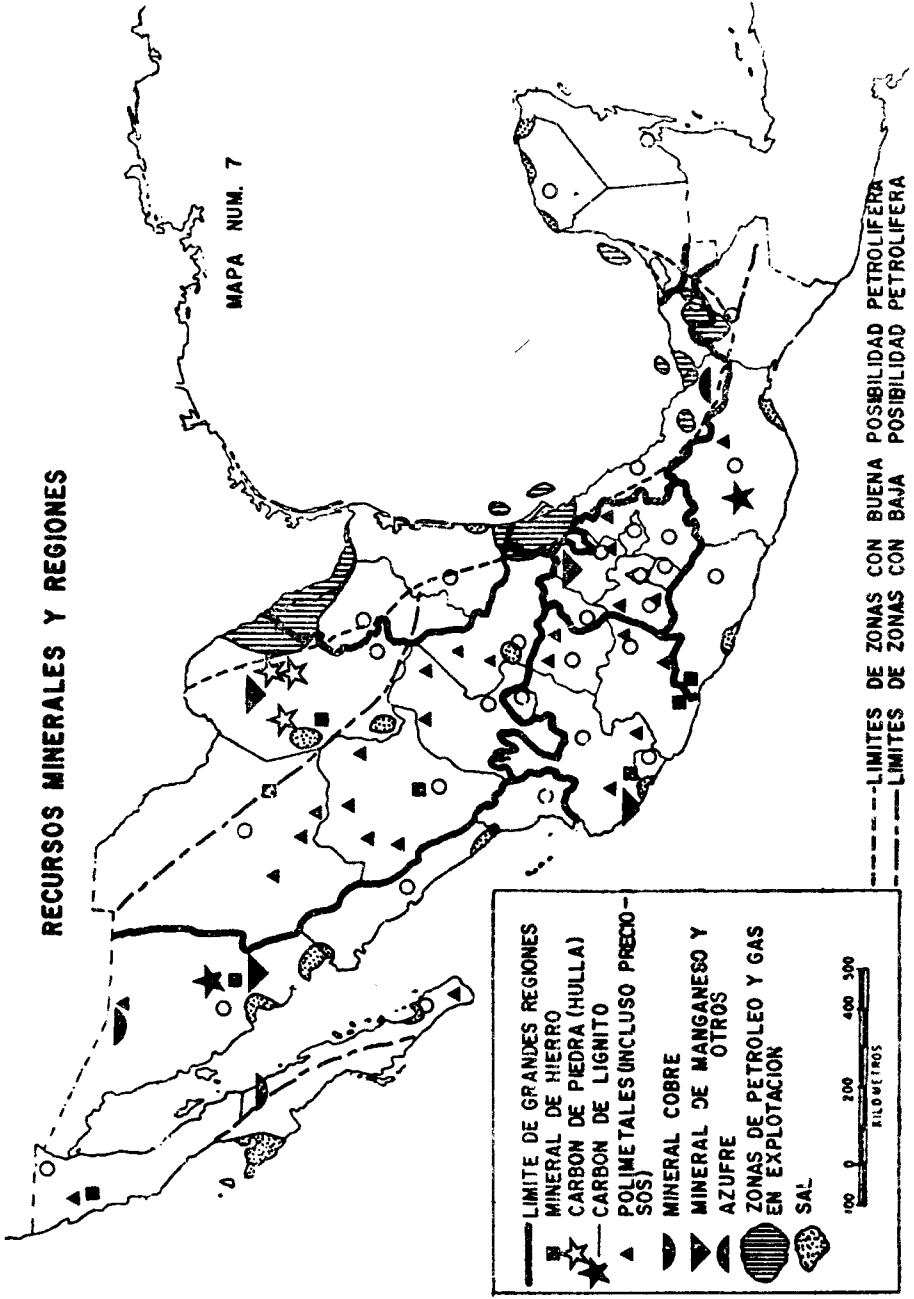 RECURSOS MINERALES Y REGIONES
MAPA NUM. 7
LIMITE DE GRANDES REGIONES
MINERAL DE HIERRO
CARBON DE PIEDRA (HULLA)
CARBON DE LIGNITO
POLIMETALES (INCLUSO PRECIO-
SOS)
MINERAL COBRE
MINERAL DE MANGANESO Y
OTROS
AZUFRE
ZONAS DE PETROLEO Y GAS
EN EXPLOTACION
SAL
100 0 200 400 500
KILOMETROS
LIMITES DE ZONAS CON BUENA POSIBILIDAD PETROLIFERA
LIMITES DE ZONAS CON BAJA POSIBILIDAD PETROLIFERA